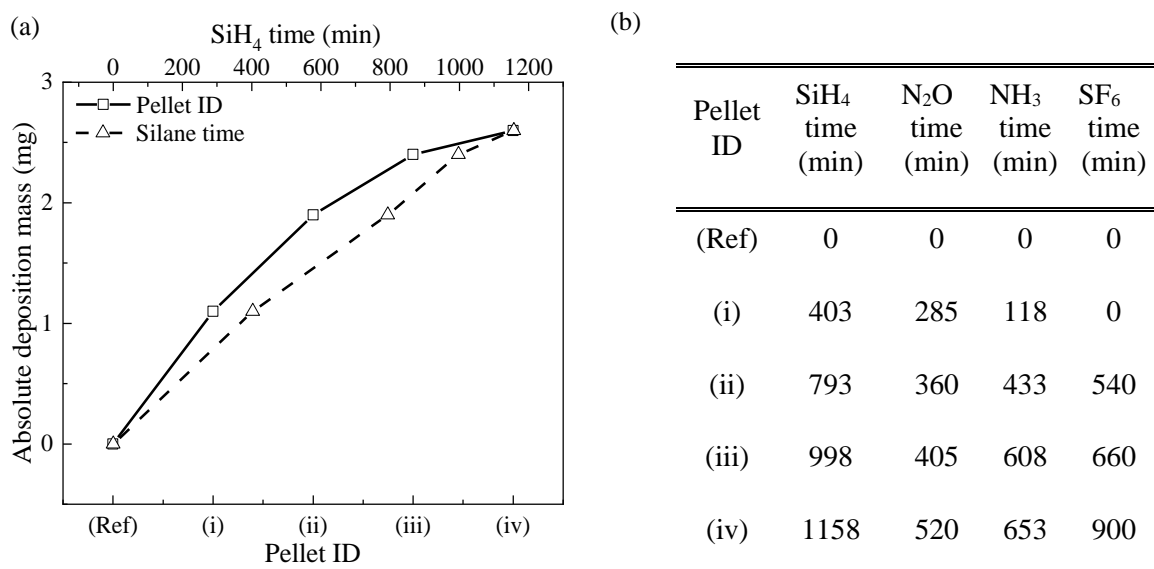 (a)
SiH4 time (min)
0 200 400 600 800 1000 1200
3
2
1
0
Absolute deposition mass (mg)
Pellet ID
Silane time
(Ref) (i) (ii) (iii) (iv)
Pellet ID
(b)
Pellet ID SiH4 time (min) N2O time (min) NH3 time (min) SF6 time (min)
(Ref) 0 0 0 0
(i) 403 285 118 0
(ii) 793 360 433 540
(iii) 998 405 608 660
(iv) 1158 520 653 900